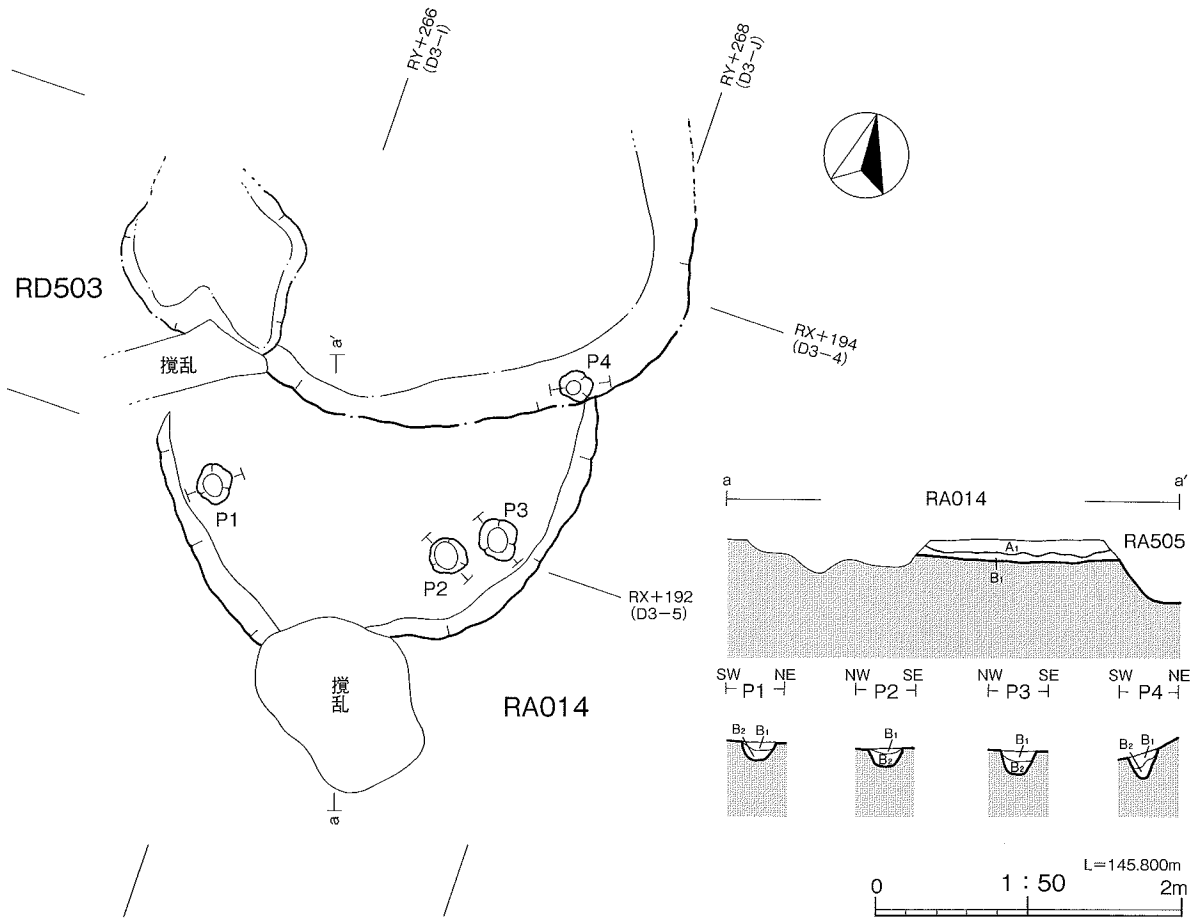 RY+266
(D3-I)
RY+268
(D3-J)
RD503
攪乱
a'
P4
RX+194
(D3-4)
P1
P2
P3
RX+192
(D3-5)
攪乱
RA014
a
a
a'
RA014
RA505
A1
B1
SW NE
P1
NW SE
P2
NW SE
P3
SW NE
P4
B2 B1
B1
B2
B1
B2
B2 B1
L=145.800m
0 1:50 2m